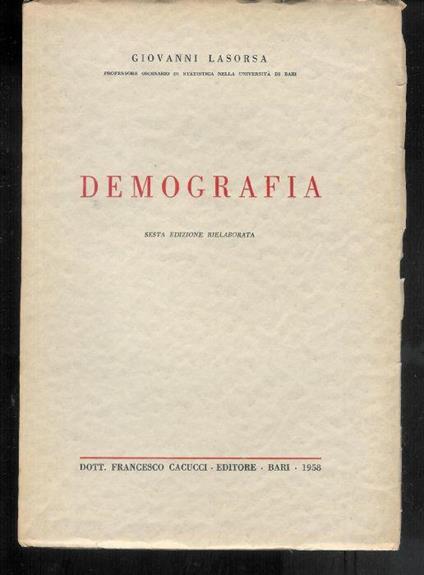 GIOVANNI LASORSA
PROFESSORE ORDINARIO DI STATISTICA NELLA UNIVERSITÀ DI BARI
DEMOGRAFIA
SESTA EDIZIONE RIELABORATA
DOTT. FRANCESCO CACUCCI - EDITORE - BARI - 1958